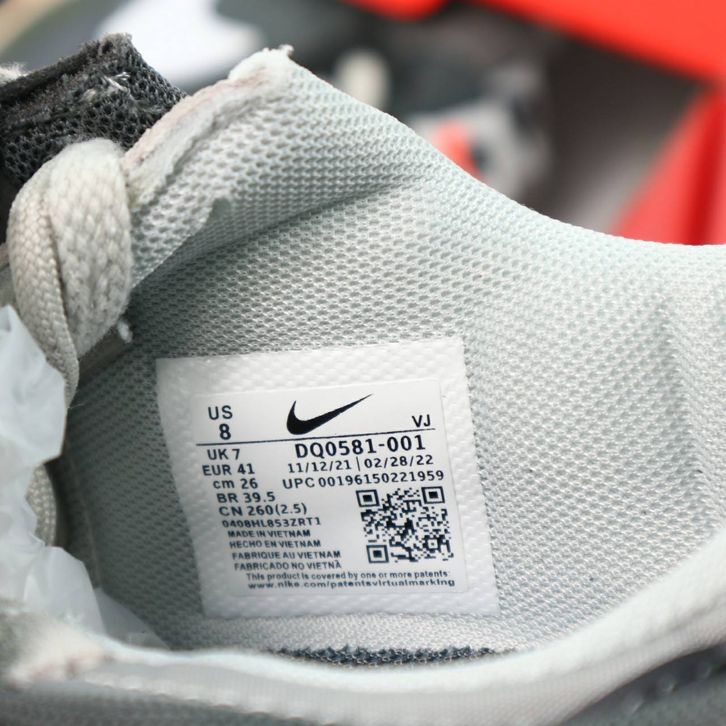 US
8
VJ
UK 7
DQ0581-001
EUR 41
11/12/21 | 02/28/22
cm 26
UPC 00196150221959
BR 39.5
CN 260(2.5)
0408HL853ZRT1
MADE IN VIETNAM
HECHO EN VIETNAM
FABRIQUE AU VIETNAM
FABRICADO NO VIETNÃ
This product is covered by one or more patents:
www.nike.com/patentsvirtualmarking